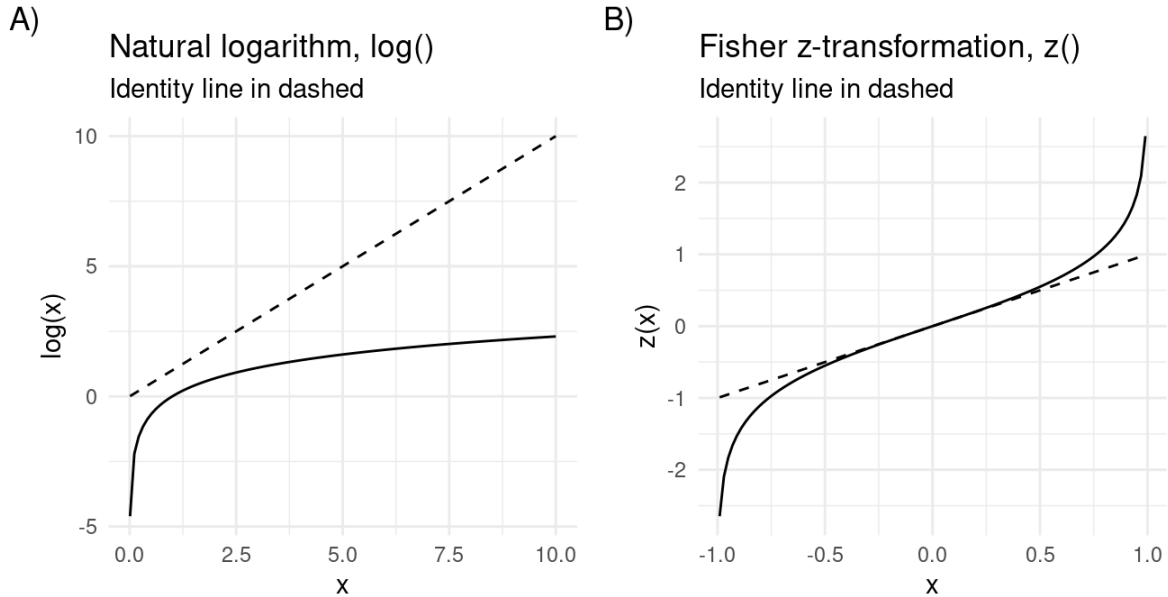 A)
Natural logarithm, log()
Identity line in dashed
10
5
0
-5
log(x)
0.0 2.5 5.0 7.5 10.0
x
B)
Fisher z-transformation, z()
Identity line in dashed
2
1
0
-1
-2
z(x)
-1.0 -0.5 0.0 0.5 1.0
x